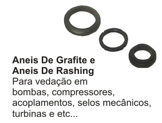 Aneis De Grafite e
Aneis De Rashing
Para vedação em
bombas, compressores,
acoplamentos, selos mecânicos,
turbinas e etc...